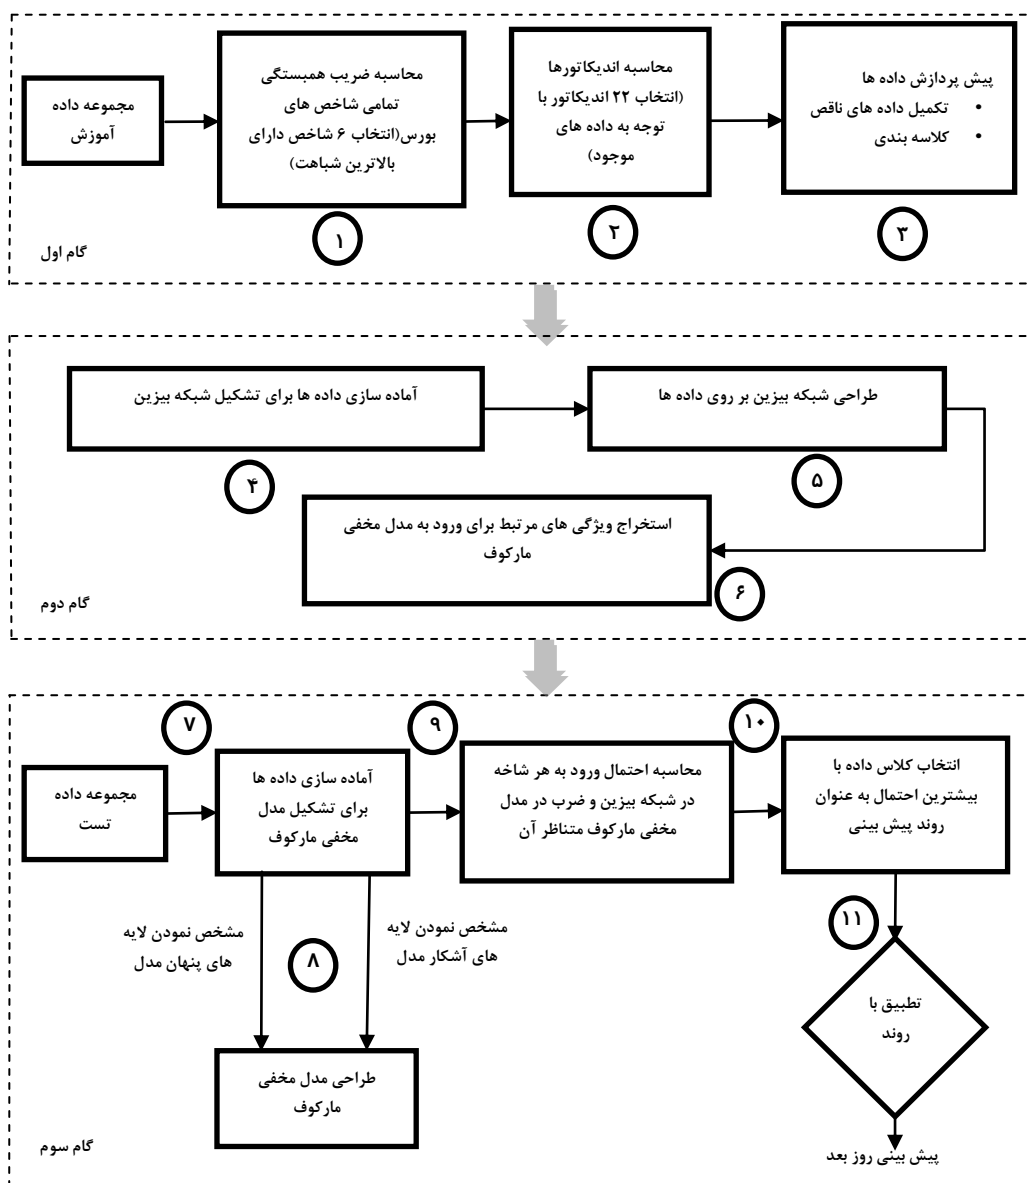 مجموعه داده
آموزش
محاسبه ضریب همبستگی
تمامی شاخص های
بورس(انتخاب ۶ شاخص دارای
بالاترین شباهت)
۱
محاسبه اندیکاتورها
(انتخاب ۲۲ اندیکاتور با
توجه به داده های
موجود)
۲
پیش پردازش داده ها
• تکمیل داده های ناقص
• کلاسه بندی
۳
گام اول
آماده سازی داده ها برای تشکیل شبکه بیزین
۴
طراحی شبکه بیزین بر روی داده ها
۵
استخراج ویژگی های مرتبط برای ورود به مدل مخفی
مارکوف
۶
گام دوم
مجموعه داده
تست
۷
آماده سازی داده ها
برای تشکیل مدل
مخفی مارکوف
مشخص نمودن لایه
های پنهان مدل
۸
مشخص نمودن لایه
های آشکار مدل
طراحی مدل مخفی
مارکوف
۹
محاسبه احتمال ورود به هر شاخه
در شبکه بیزین و ضرب در مدل
مخفی مارکوف متناظر آن
۱۰
انتخاب کلاس داده با
بیشترین احتمال به عنوان
روند پیش بینی
۱۱
تطبیق با
روند
پیش بینی روز بعد
گام سوم